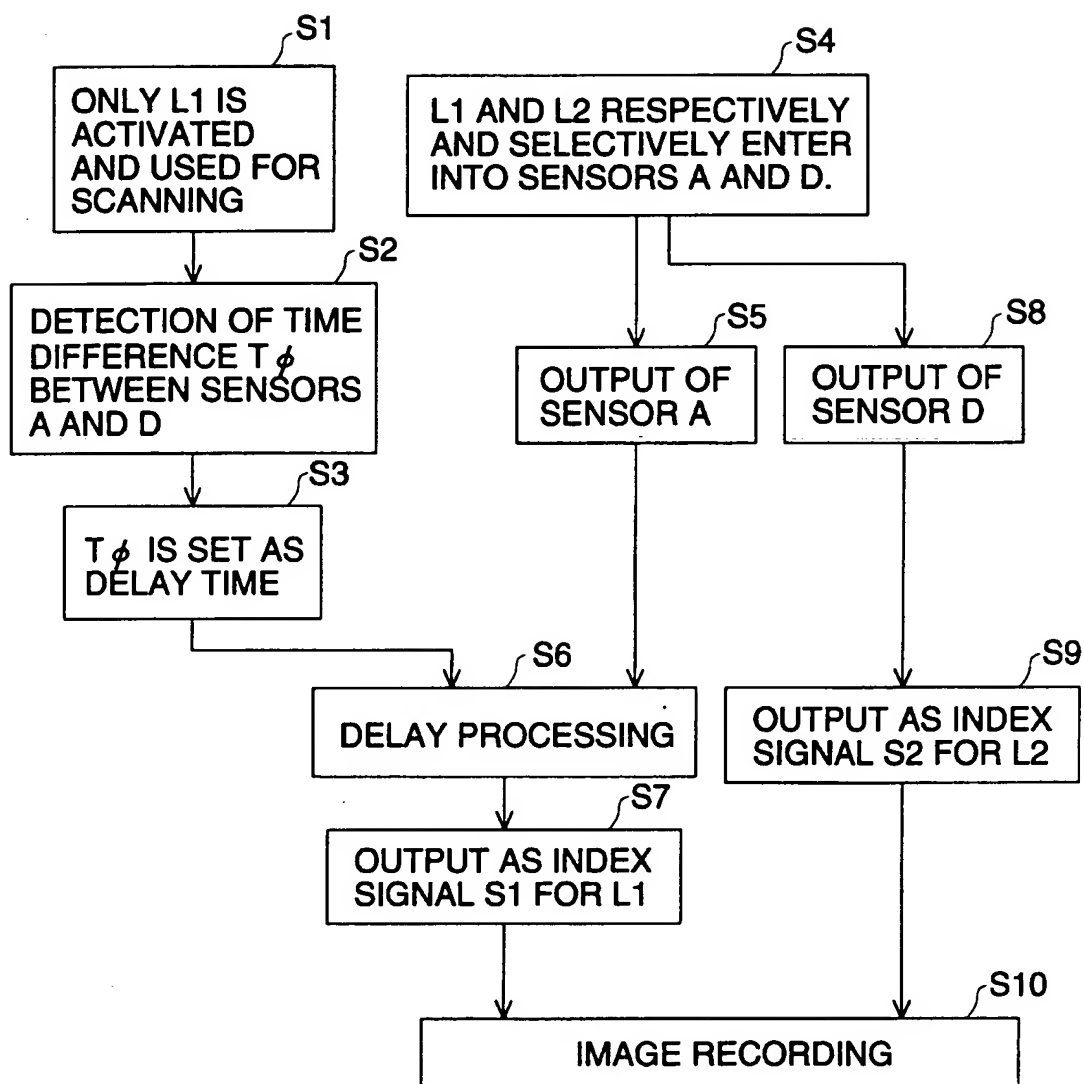 S1
ONLY L1 IS
ACTIVATED
AND USED FOR
SCANNING
S2
DETECTION OF TIME
DIFFERENCE Tϕ
BETWEEN SENSORS
A AND D
S3
Tϕ IS SET AS
DELAY TIME
S4
L1 AND L2 RESPECTIVELY
AND SELECTIVELY ENTER
INTO SENSORS A AND D.
S5
OUTPUT OF
SENSOR A
S8
OUTPUT OF
SENSOR D
S6
DELAY PROCESSING
S9
OUTPUT AS INDEX
SIGNAL S2 FOR L2
S7
OUTPUT AS INDEX
SIGNAL S1 FOR L1
S10
IMAGE RECORDING